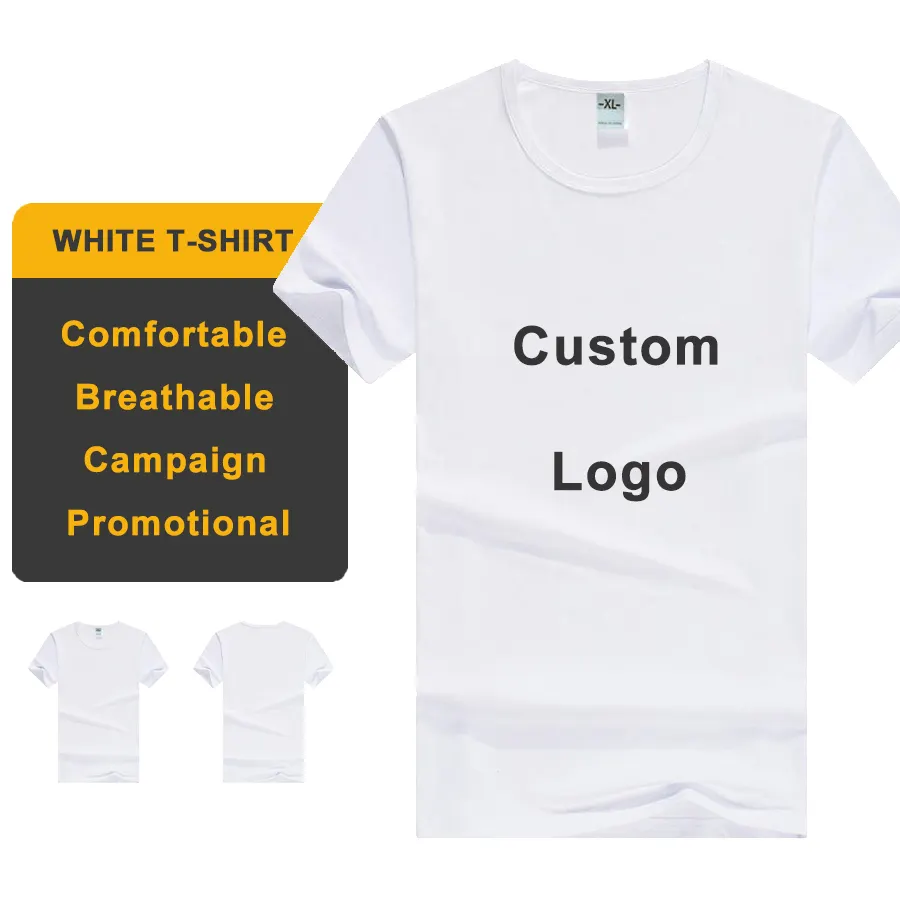 WHITE T-SHIRT
Comfortable
Breathable
Campaign
Promotional
-XL-
Custom
Logo